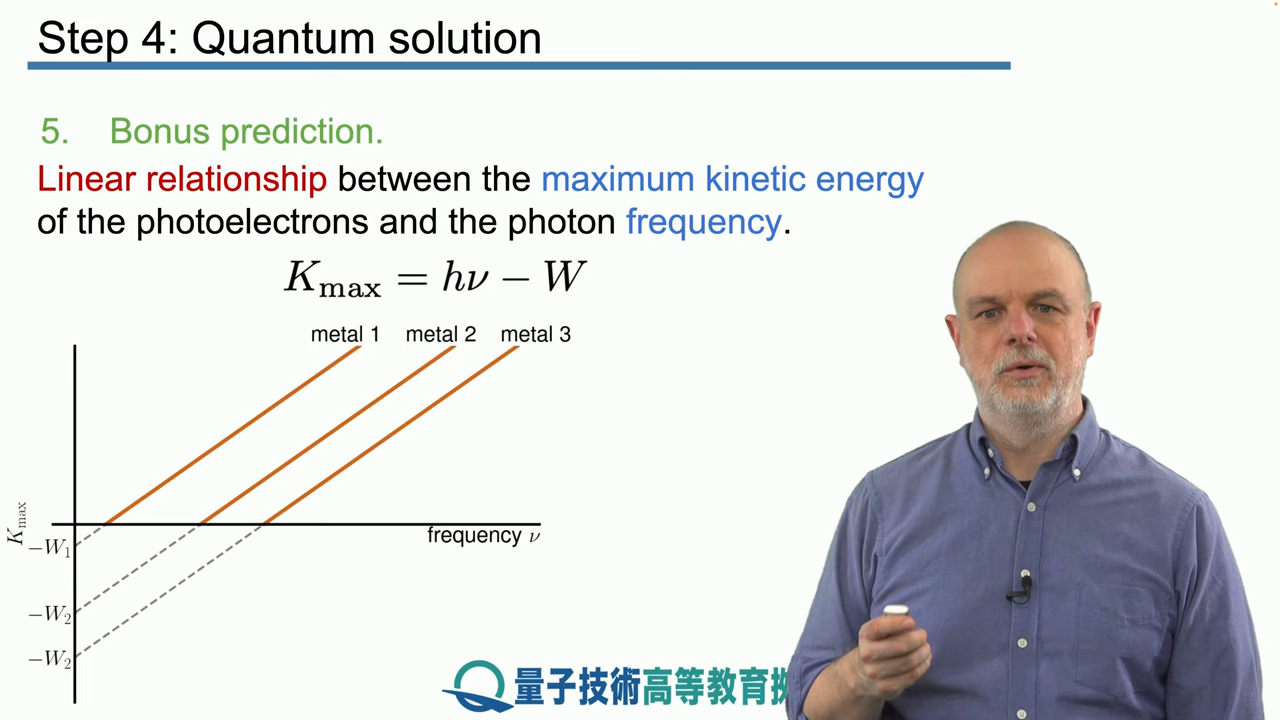 Step 4: Quantum solution
5. Bonus prediction.
Linear relationship between the maximum kinetic energy
of the photoelectrons and the photon frequency.
K_max = hν − W
metal 1 metal 2 metal 3
K_max
frequency ν
−W₁
−W₂
−W₂
量子技術高等教育拠